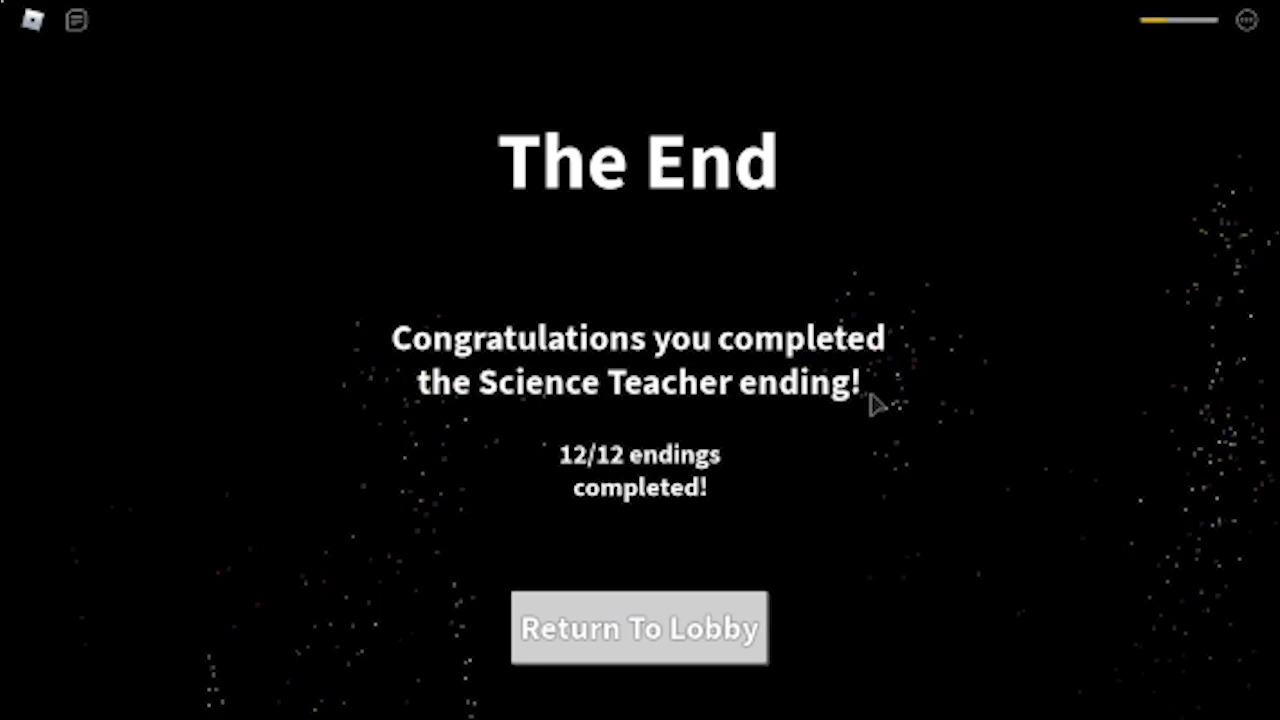 The End
Congratulations you completed
the Science Teacher ending!
12/12 endings
completed!
Return To Lobby